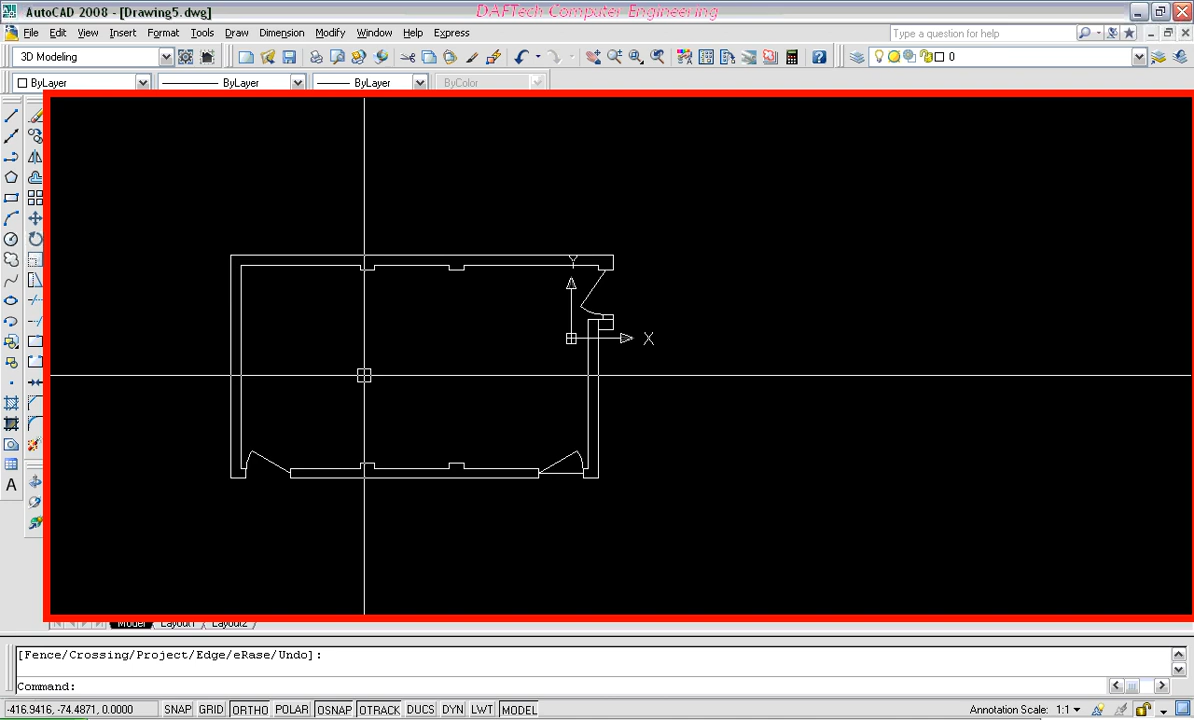 AutoCAD 2008 - [Drawing5.dwg]
DAFTech Computer Engineering
File Edit View Insert Format Tools Draw Dimension Modify Window Help Express
Type a question for help
3D Modeling
0
ByLayer
ByLayer
ByLayer
ByColor
Y
X
A
Model Layout1 Layout2
[Fence/Crossing/Project/Edge/eRase/Undo]:
Command:
-416.9416, -74.4871, 0.0000
SNAP GRID ORTHO POLAR OSNAP OTRACK DUCS DYN LWT MODEL
Annotation Scale: 1:1